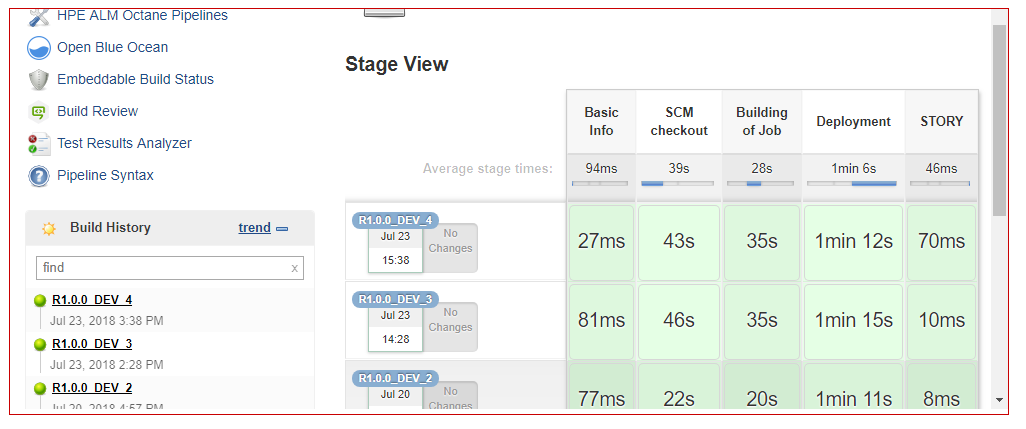 HPE ALM Octane Pipelines
Open Blue Ocean
Embeddable Build Status
Build Review
Test Results Analyzer
Pipeline Syntax
Build History trend
find x
R1.0.0_DEV_4
Jul 23, 2018 3:38 PM
R1.0.0_DEV_3
Jul 23, 2018 2:28 PM
R1.0.0_DEV_2
Jul 20, 2018 4:57 PM
Stage View
Basic Info SCM checkout Building of Job Deployment STORY
Average stage times: 94ms 39s 28s 1min 6s 46ms
R1.0.0_DEV_4
Jul 23 No Changes
15:38
27ms 43s 35s 1min 12s 70ms
R1.0.0_DEV_3
Jul 23 No Changes
14:28
81ms 46s 35s 1min 15s 10ms
R1.0.0_DEV_2
Jul 20 No Changes
77ms 22s 20s 1min 11s 8ms